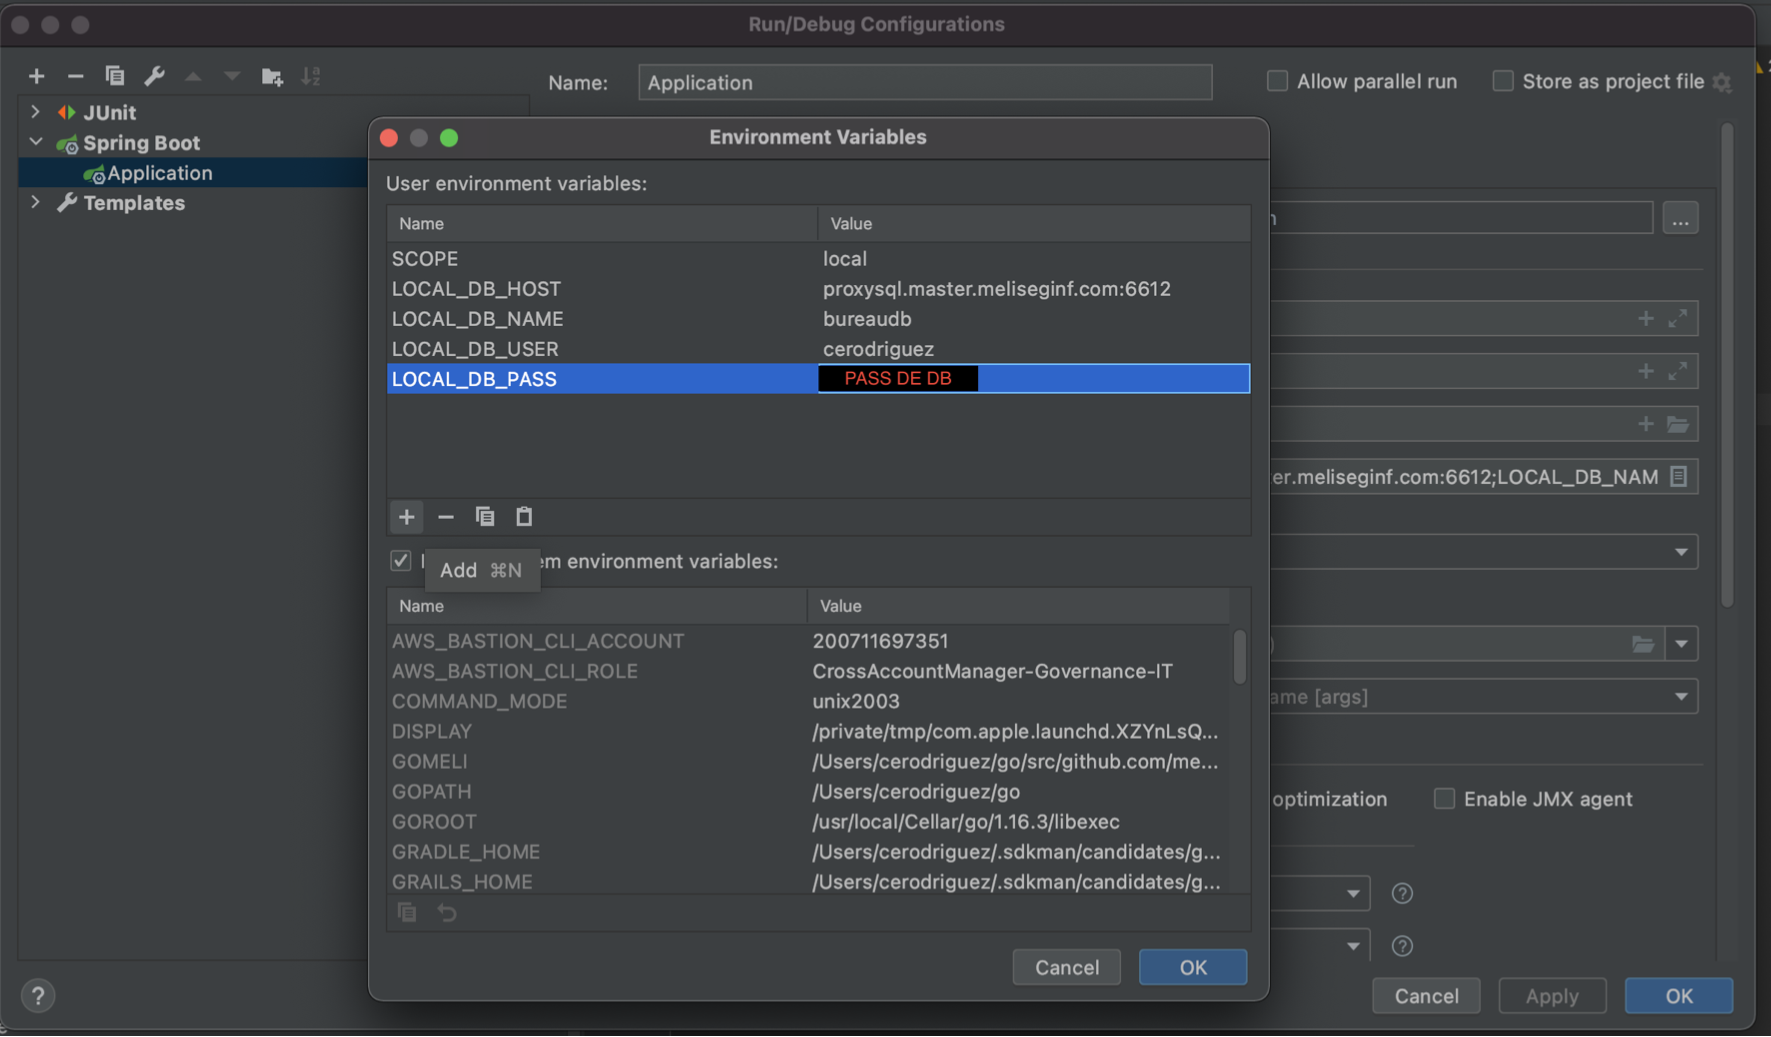 Run/Debug Configurations
Name: Application
Allow parallel run
Store as project file
JUnit
Spring Boot
Application
Templates
Environment Variables
User environment variables:
Name Value
SCOPE local
LOCAL_DB_HOST proxysql.master.meliseginf.com:6612
LOCAL_DB_NAME bureaudb
LOCAL_DB_USER cerodriguez
LOCAL_DB_PASS PASS DE DB
...
er.meliseginf.com:6612;LOCAL_DB_NAM
em environment variables:
Add ⌘N
Name Value
AWS_BASTION_CLI_ACCOUNT 200711697351
AWS_BASTION_CLI_ROLE CrossAccountManager-Governance-IT
COMMAND_MODE unix2003
DISPLAY /private/tmp/com.apple.launchd.XZYnLsQ...
GOMELI /Users/cerodriguez/go/src/github.com/me...
GOPATH /Users/cerodriguez/go
GOROOT /usr/local/Cellar/go/1.16.3/libexec
GRADLE_HOME /Users/cerodriguez/.sdkman/candidates/g...
GRAILS_HOME /Users/cerodriguez/.sdkman/candidates/g...
ame [args]
optimization
Enable JMX agent
Cancel OK
?
Cancel Apply OK